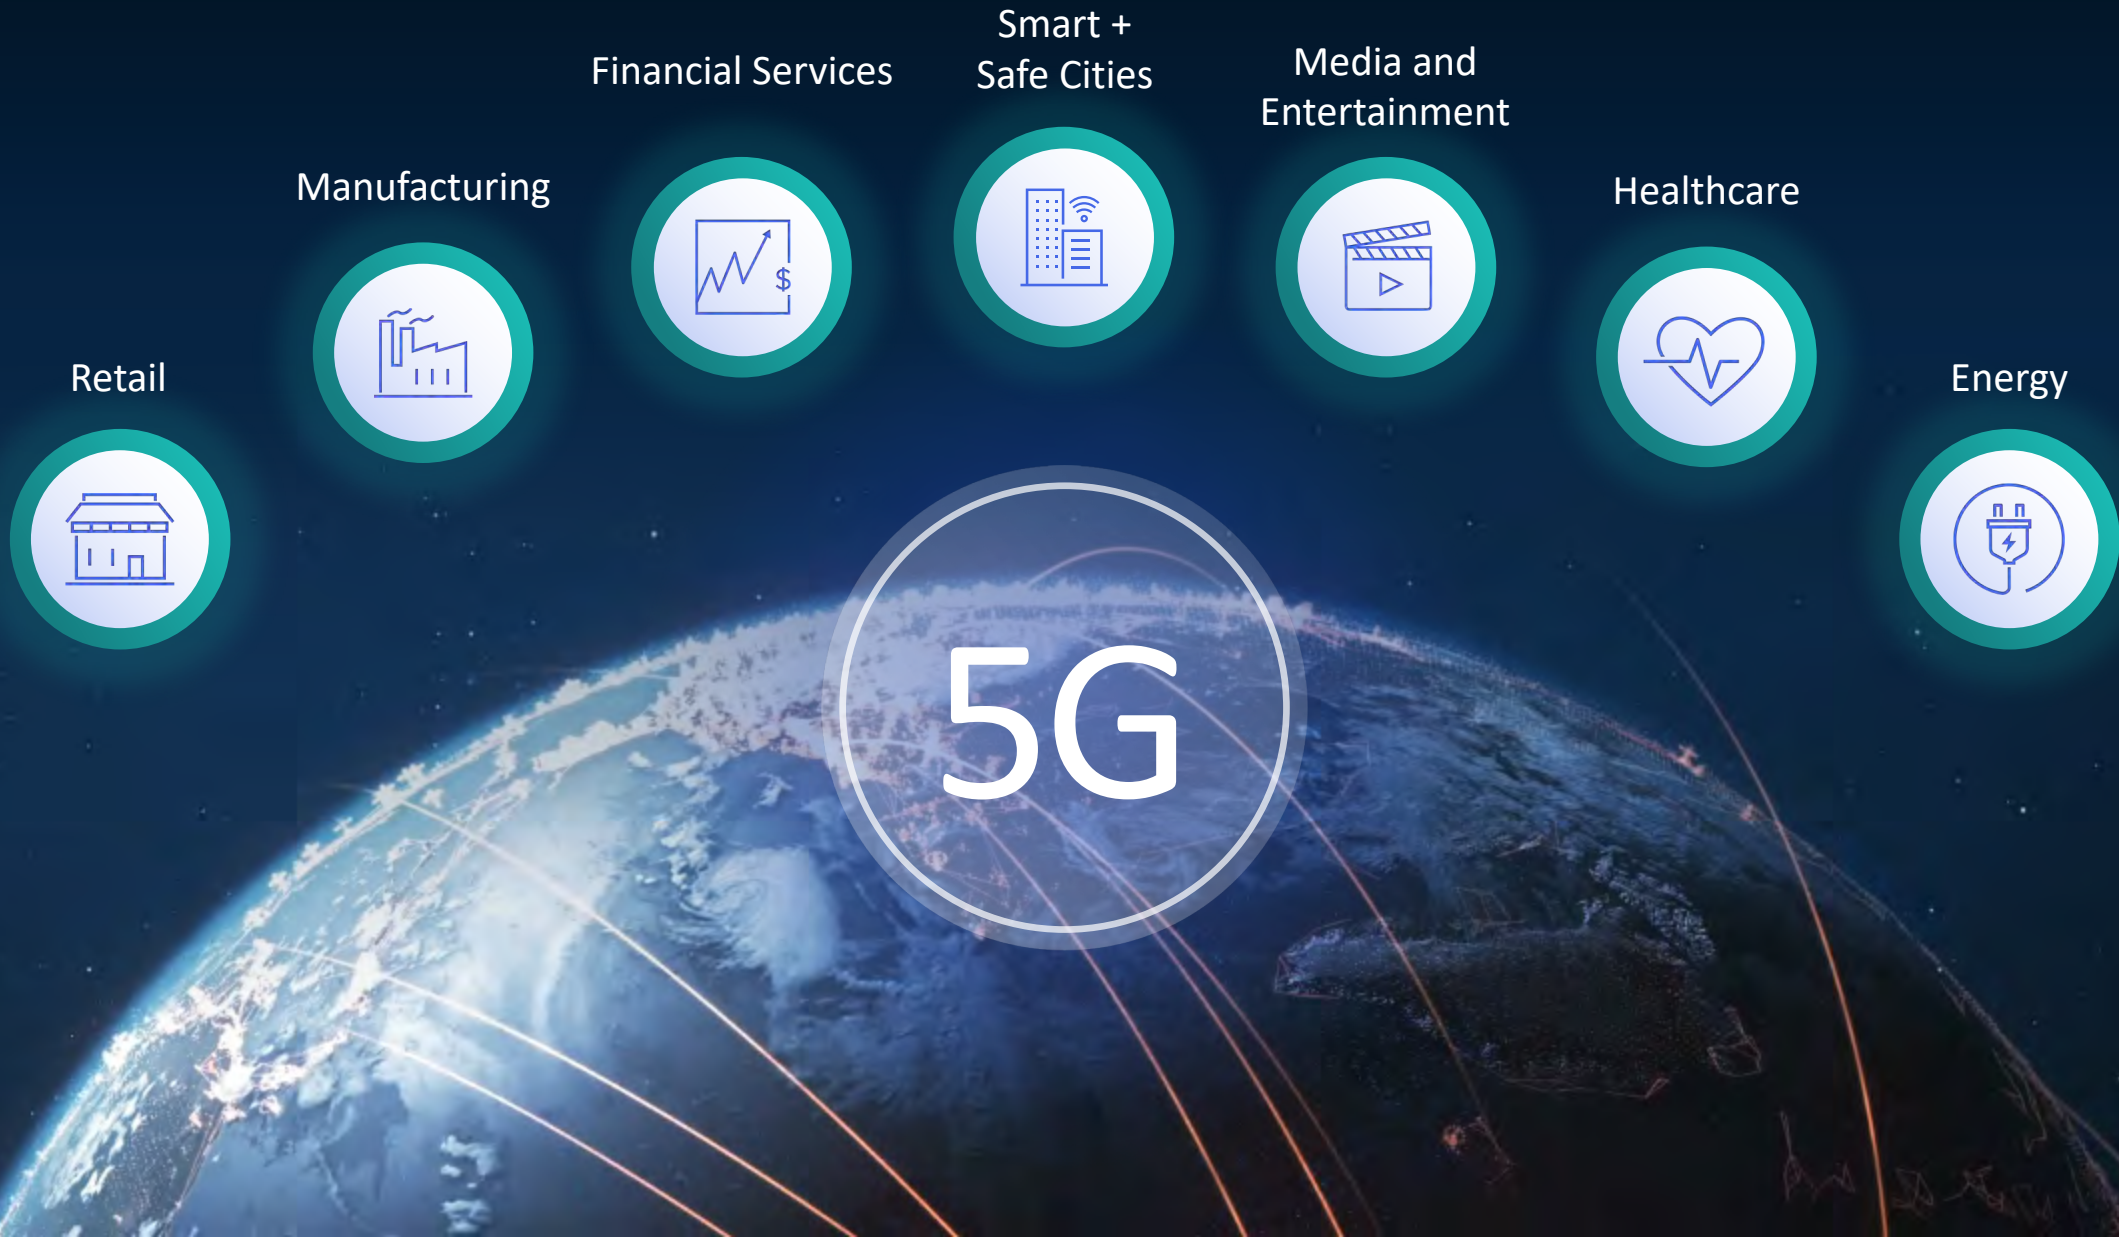 Smart +
Safe Cities
Financial Services
Media and
Entertainment
Manufacturing
Healthcare
Retail
Energy
$
5G